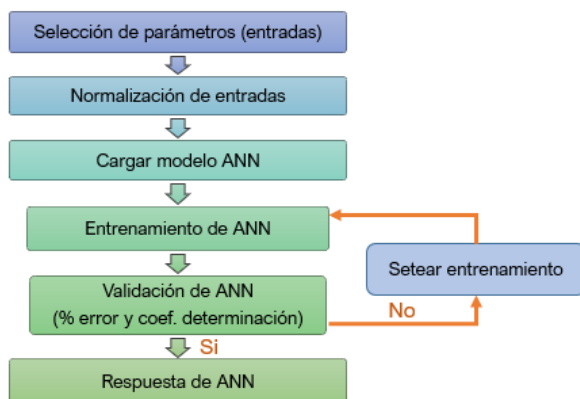 Selección de parámetros (entradas)
Normalización de entradas
Cargar modelo ANN
Entrenamiento de ANN
Setear entrenamiento
Validación de ANN
(% error y coef. determinación)
No
Si
Respuesta de ANN